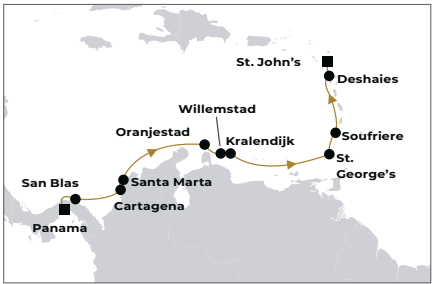 St. John's
Deshaies
Willemstad
Oranjestad
Kralendijk
Soufriere
St.
George's
San Blas
Santa Marta
Cartagena
Panama